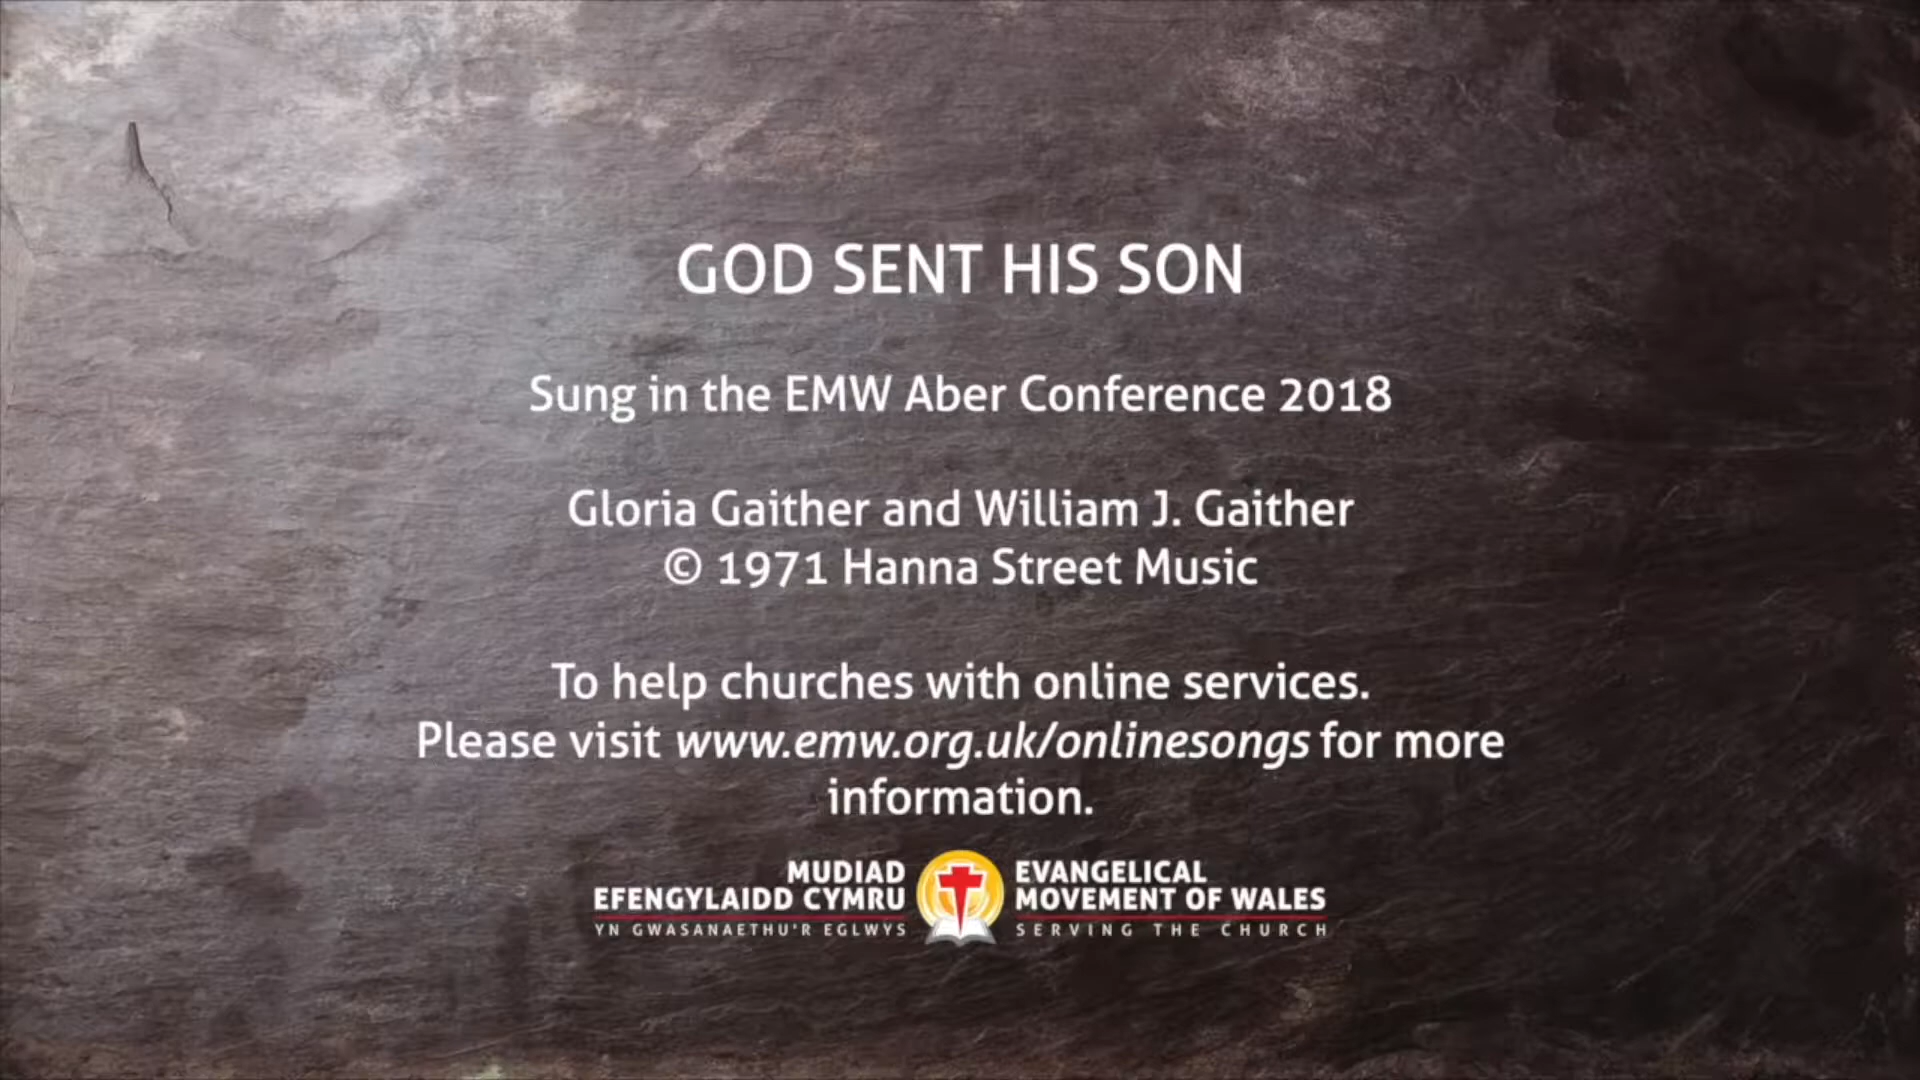 GOD SENT HIS SON
Sung in the EMW Aber Conference 2018
Gloria Gaither and William J. Gaither
© 1971 Hanna Street Music
To help churches with online services.
Please visit www.emw.org.uk/onlinesongs for more
information.
MUDIAD
EFENGYLAIDD CYMRU
YN GWASANAETHU'R EGLWYS
EVANGELICAL
MOVEMENT OF WALES
SERVING THE CHURCH